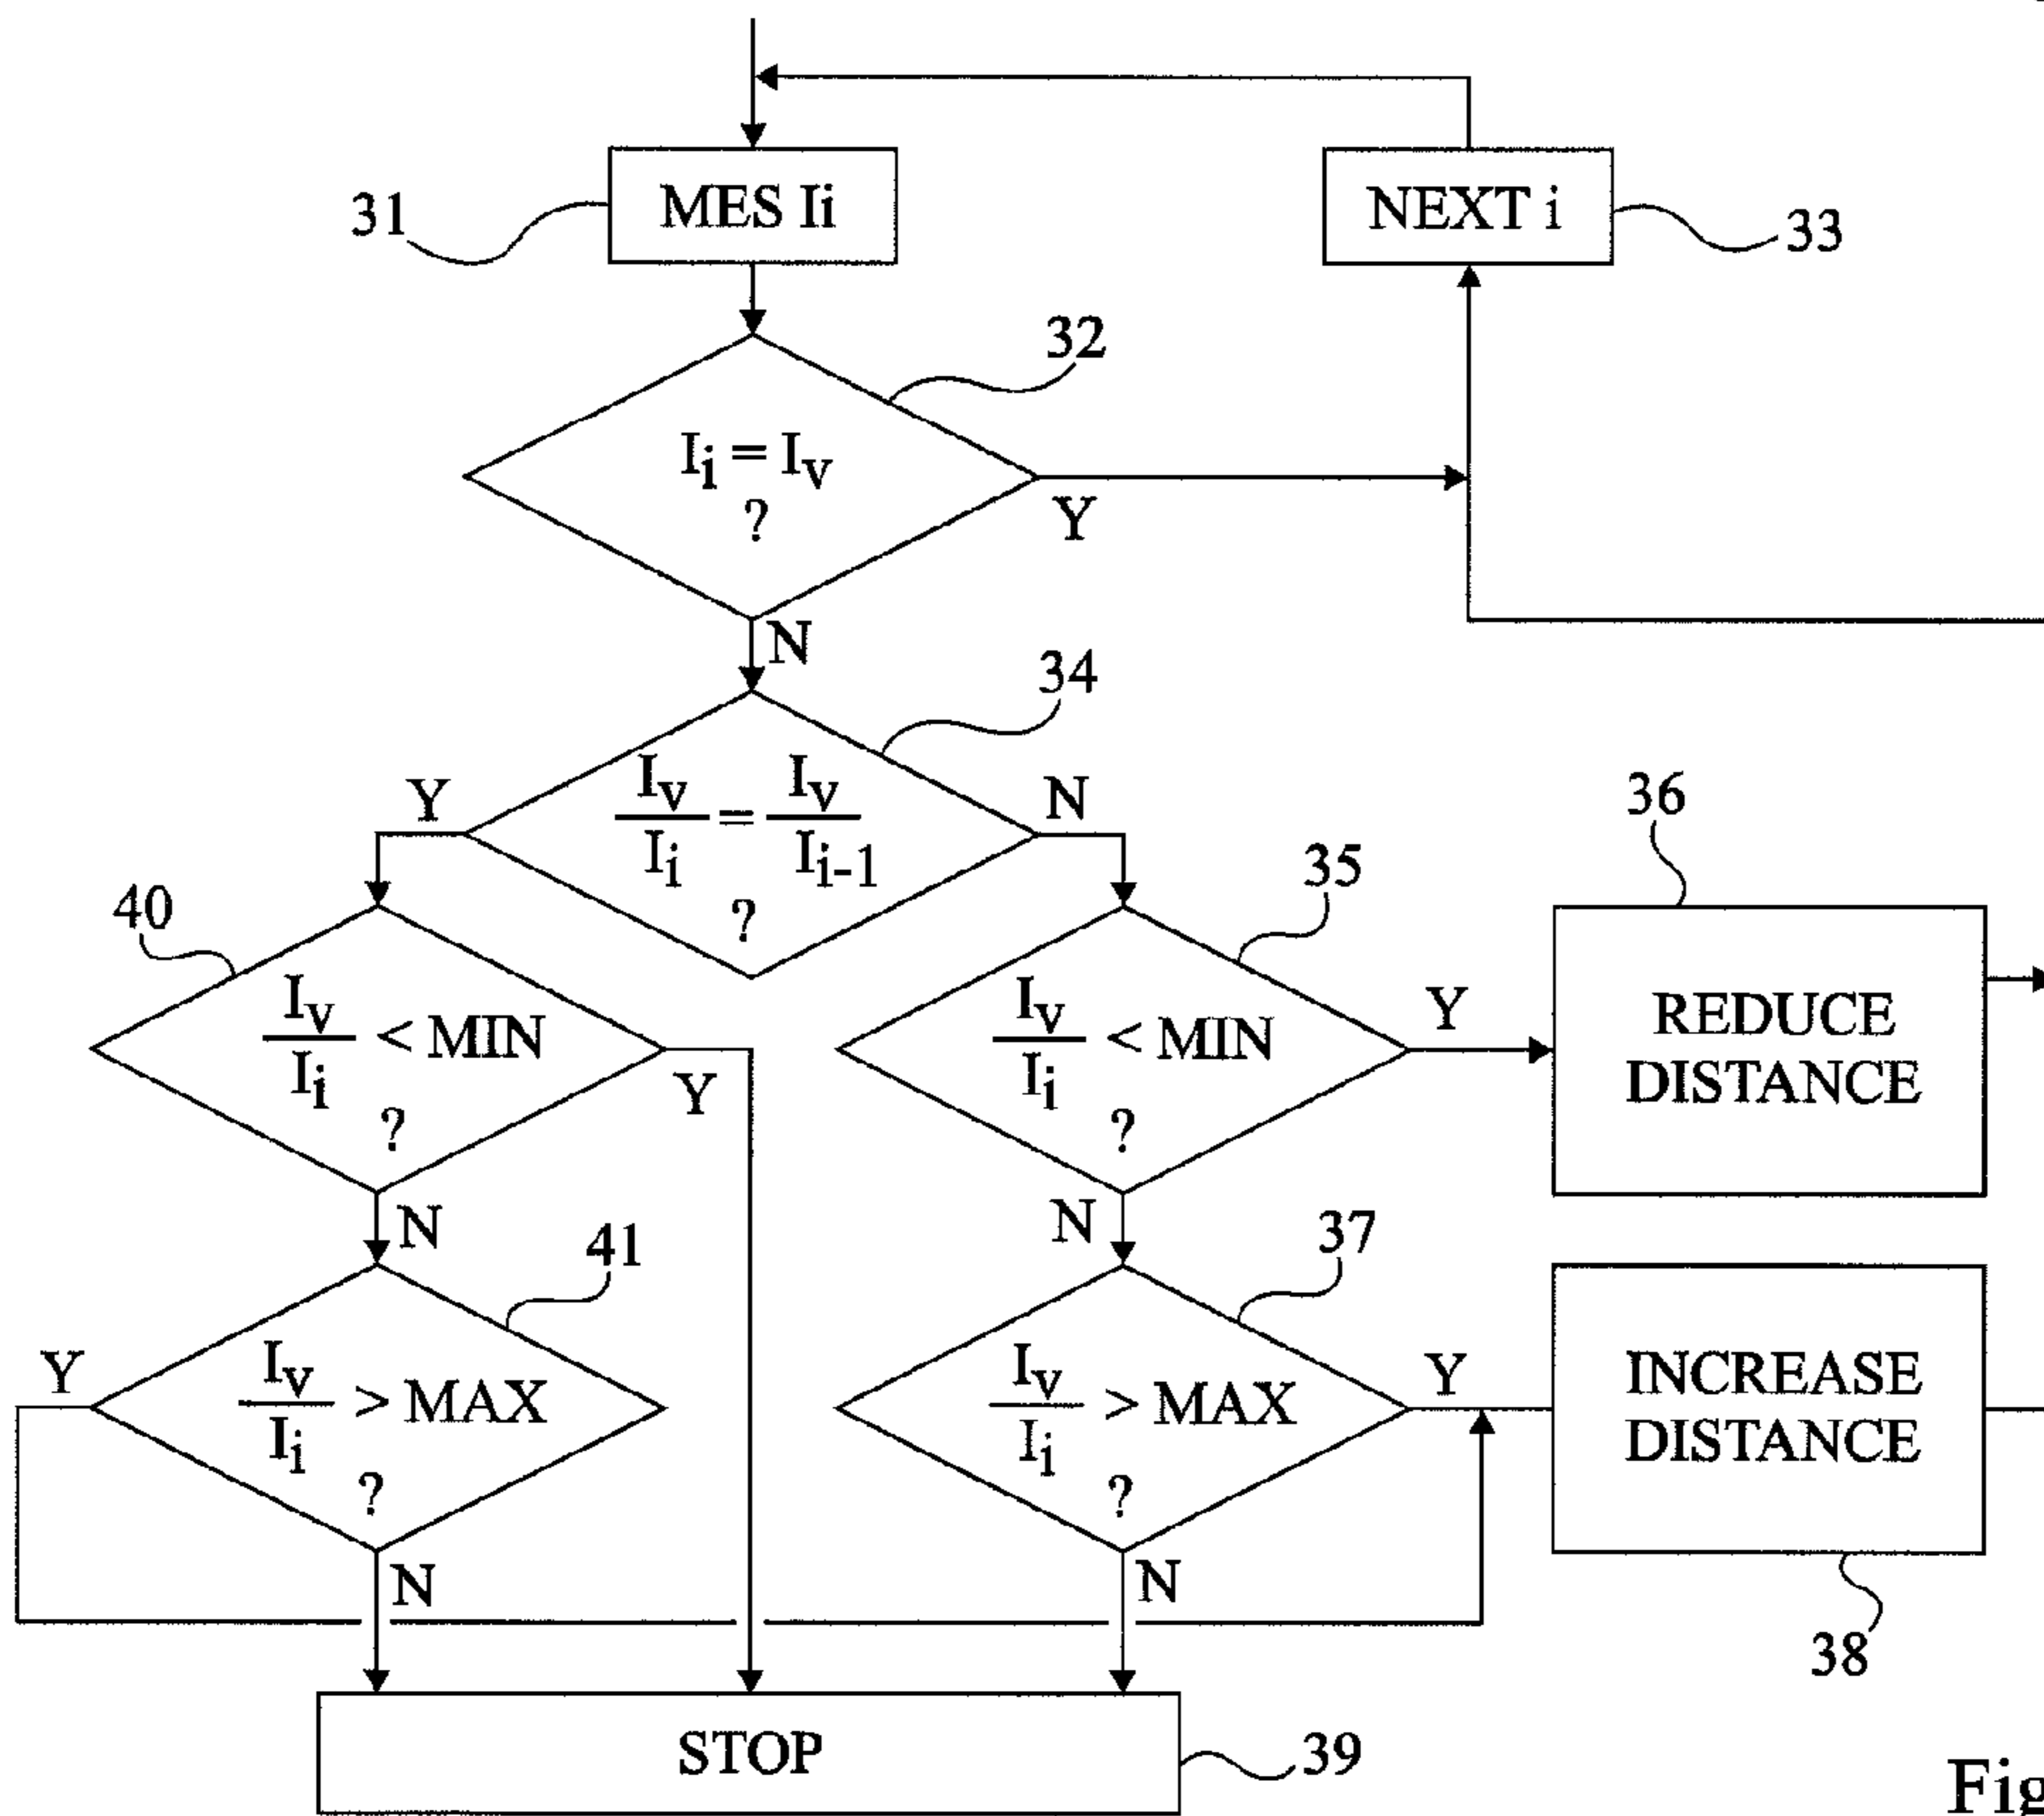 MES Ii
31
NEXT i
33
32
Ii = Iv
?
Y
N
34
Y
Iv/Ii = Iv/Ii-1
?
N
36
40
35
Iv/Ii < MIN
?
Y
N
Iv/Ii < MIN
?
Y
N
REDUCE
DISTANCE
41
37
Y
Iv/Ii > MAX
?
N
Iv/Ii > MAX
?
Y
N
INCREASE
DISTANCE
38
STOP
39
Fig